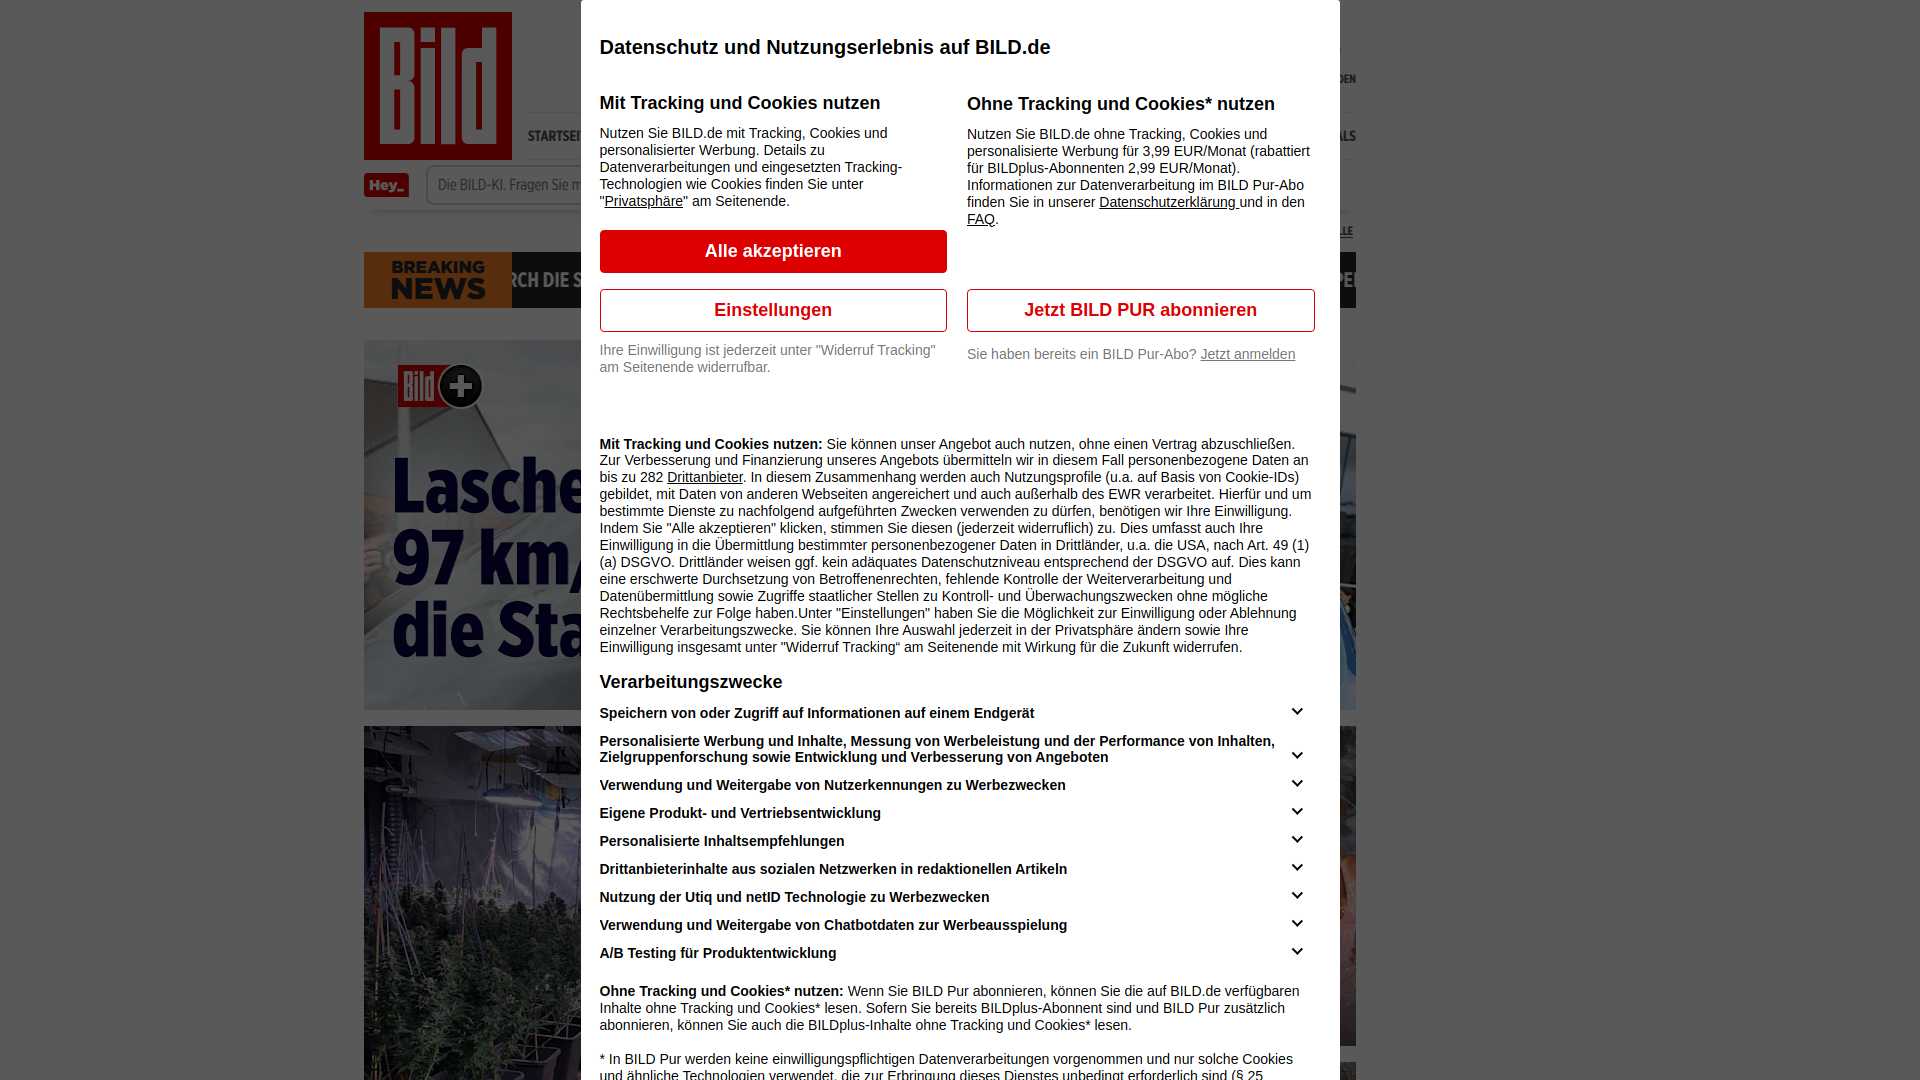 Datenschutz und Nutzungserlebnis auf BILD.de
Bild
DEN
STARTSEI
ALS
Hey_
Die BILD-KI. Fragen Sie m
LLE
BREAKING
NEWS
RCH DIE S
PE
Bild
Lasche
97 km/
die Sta
Mit Tracking und Cookies nutzen
Nutzen Sie BILD.de mit Tracking, Cookies und
personalisierter Werbung. Details zu
Datenverarbeitungen und eingesetzten Tracking-
Technologien wie Cookies finden Sie unter
"Privatsphäre" am Seitenende.
Alle akzeptieren
Einstellungen
Ihre Einwilligung ist jederzeit unter "Widerruf Tracking"
am Seitenende widerrufbar.
Ohne Tracking und Cookies* nutzen
Nutzen Sie BILD.de ohne Tracking, Cookies und
personalisierte Werbung für 3,99 EUR/Monat (rabattiert
für BILDplus-Abonnenten 2,99 EUR/Monat).
Informationen zur Datenverarbeitung im BILD Pur-Abo
finden Sie in unserer Datenschutzerklärung und in den
FAQ.
Jetzt BILD PUR abonnieren
Sie haben bereits ein BILD Pur-Abo? Jetzt anmelden
Mit Tracking und Cookies nutzen: Sie können unser Angebot auch nutzen, ohne einen Vertrag abzuschließen.
Zur Verbesserung und Finanzierung unseres Angebots übermitteln wir in diesem Fall personenbezogene Daten an
bis zu 282 Drittanbieter. In diesem Zusammenhang werden auch Nutzungsprofile (u.a. auf Basis von Cookie-IDs)
gebildet, mit Daten von anderen Webseiten angereichert und auch außerhalb des EWR verarbeitet. Hierfür und um
bestimmte Dienste zu nachfolgend aufgeführten Zwecken verwenden zu dürfen, benötigen wir Ihre Einwilligung.
Indem Sie "Alle akzeptieren" klicken, stimmen Sie diesen (jederzeit widerruflich) zu. Dies umfasst auch Ihre
Einwilligung in die Übermittlung bestimmter personenbezogener Daten in Drittländer, u.a. die USA, nach Art. 49 (1)
(a) DSGVO. Drittländer weisen ggf. kein adäquates Datenschutzniveau entsprechend der DSGVO auf. Dies kann
eine erschwerte Durchsetzung von Betroffenenrechten, fehlende Kontrolle der Weiterverarbeitung und
Datenübermittlung sowie Zugriffe staatlicher Stellen zu Kontroll- und Überwachungszwecken ohne mögliche
Rechtsbehelfe zur Folge haben.Unter "Einstellungen" haben Sie die Möglichkeit zur Einwilligung oder Ablehnung
einzelner Verarbeitungszwecke. Sie können Ihre Auswahl jederzeit in der Privatsphäre ändern sowie Ihre
Einwilligung insgesamt unter "Widerruf Tracking“ am Seitenende mit Wirkung für die Zukunft widerrufen.
Verarbeitungszwecke
Speichern von oder Zugriff auf Informationen auf einem Endgerät
Personalisierte Werbung und Inhalte, Messung von Werbeleistung und der Performance von Inhalten,
Zielgruppenforschung sowie Entwicklung und Verbesserung von Angeboten
Verwendung und Weitergabe von Nutzerkennungen zu Werbezwecken
Eigene Produkt- und Vertriebsentwicklung
Personalisierte Inhaltsempfehlungen
Drittanbieterinhalte aus sozialen Netzwerken in redaktionellen Artikeln
Nutzung der Utiq und netID Technologie zu Werbezwecken
Verwendung und Weitergabe von Chatbotdaten zur Werbeausspielung
A/B Testing für Produktentwicklung
Ohne Tracking und Cookies* nutzen: Wenn Sie BILD Pur abonnieren, können Sie die auf BILD.de verfügbaren
Inhalte ohne Tracking und Cookies* lesen. Sofern Sie bereits BILDplus-Abonnent sind und BILD Pur zusätzlich
abonnieren, können Sie auch die BILDplus-Inhalte ohne Tracking und Cookies* lesen.
* In BILD Pur werden keine einwilligungspflichtigen Datenverarbeitungen vorgenommen und nur solche Cookies
und ähnliche Technologien verwendet, die zur Erbringung dieses Dienstes unbedingt erforderlich sind (§ 25